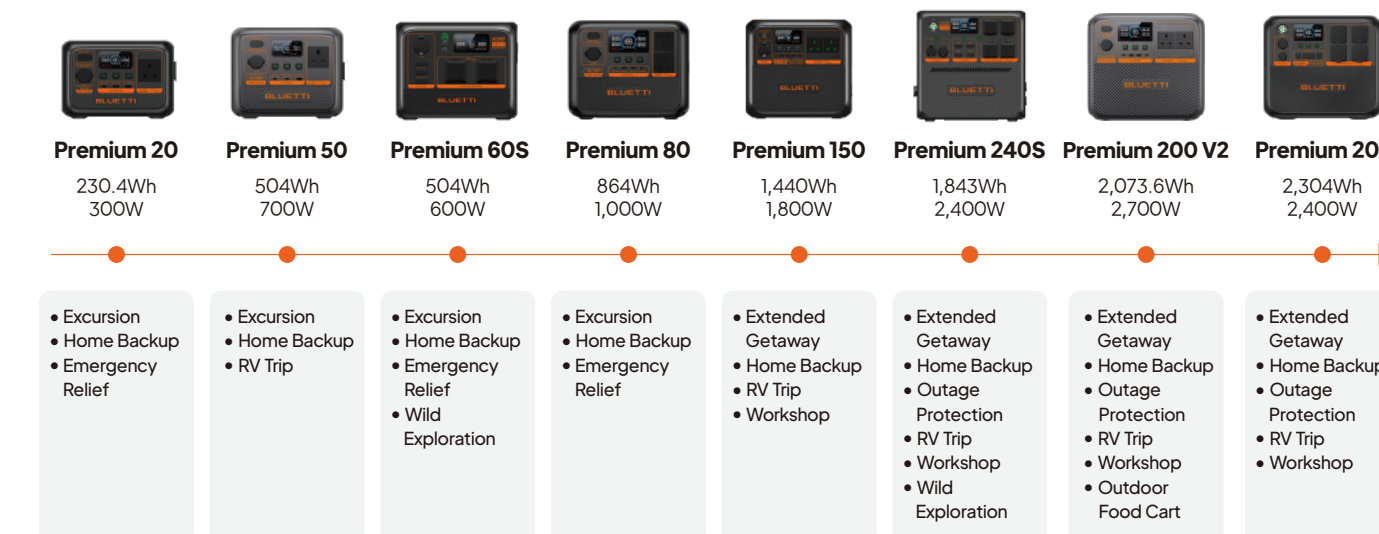 BLUETTI
BLUETTI
BLUETTI
BLUETTI
BLUETTI
BLUETTI
BLUETTI
BLUETTI
Premium 20
230.4Wh
300W
Premium 50
504Wh
700W
Premium 60S
504Wh
600W
Premium 80
864Wh
1,000W
Premium 150
1,440Wh
1,800W
Premium 240S
1,843Wh
2,400W
Premium 200 V2
2,073.6Wh
2,700W
Premium 20
2,304Wh
2,400W
• Excursion
• Home Backup
• Emergency
Relief
• Excursion
• Home Backup
• RV Trip
• Excursion
• Home Backup
• Emergency
Relief
• Wild
Exploration
• Excursion
• Home Backup
• Emergency
Relief
• Extended
Getaway
• Home Backup
• RV Trip
• Workshop
• Extended
Getaway
• Home Backup
• Outage
Protection
• RV Trip
• Workshop
• Wild
Exploration
• Extended
Getaway
• Home Backup
• Outage
Protection
• RV Trip
• Workshop
• Outdoor
Food Cart
• Extended
Getaway
• Home Backup
• Outage
Protection
• RV Trip
• Workshop